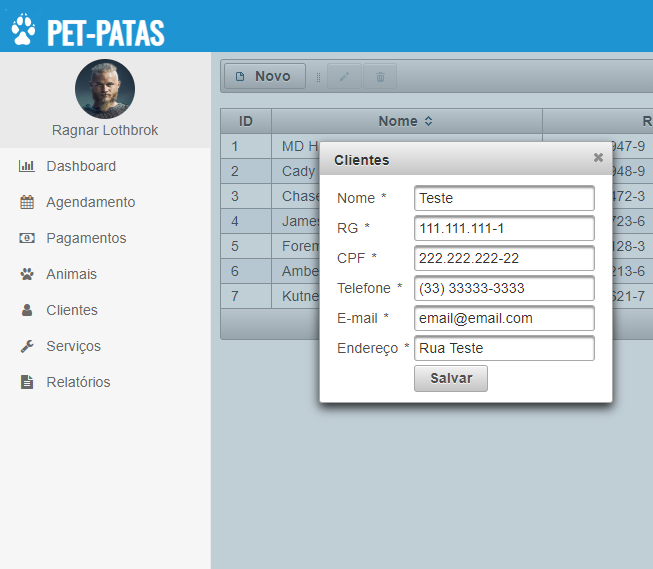 PET-PATAS
Ragnar Lothbrok
Dashboard
Agendamento
Pagamentos
Animais
Clientes
Serviços
Relatórios
Novo
ID Nome R
1 MD H 947-9
2 Cady 948-9
3 Chase 472-3
4 James 723-6
5 Forem 128-3
6 Ambe 213-6
7 Kutne 621-7
Clientes
Nome * Teste
RG * 111.111.111-1
CPF * 222.222.222-22
Telefone * (33) 33333-3333
E-mail * email@email.com
Endereço * Rua Teste
Salvar